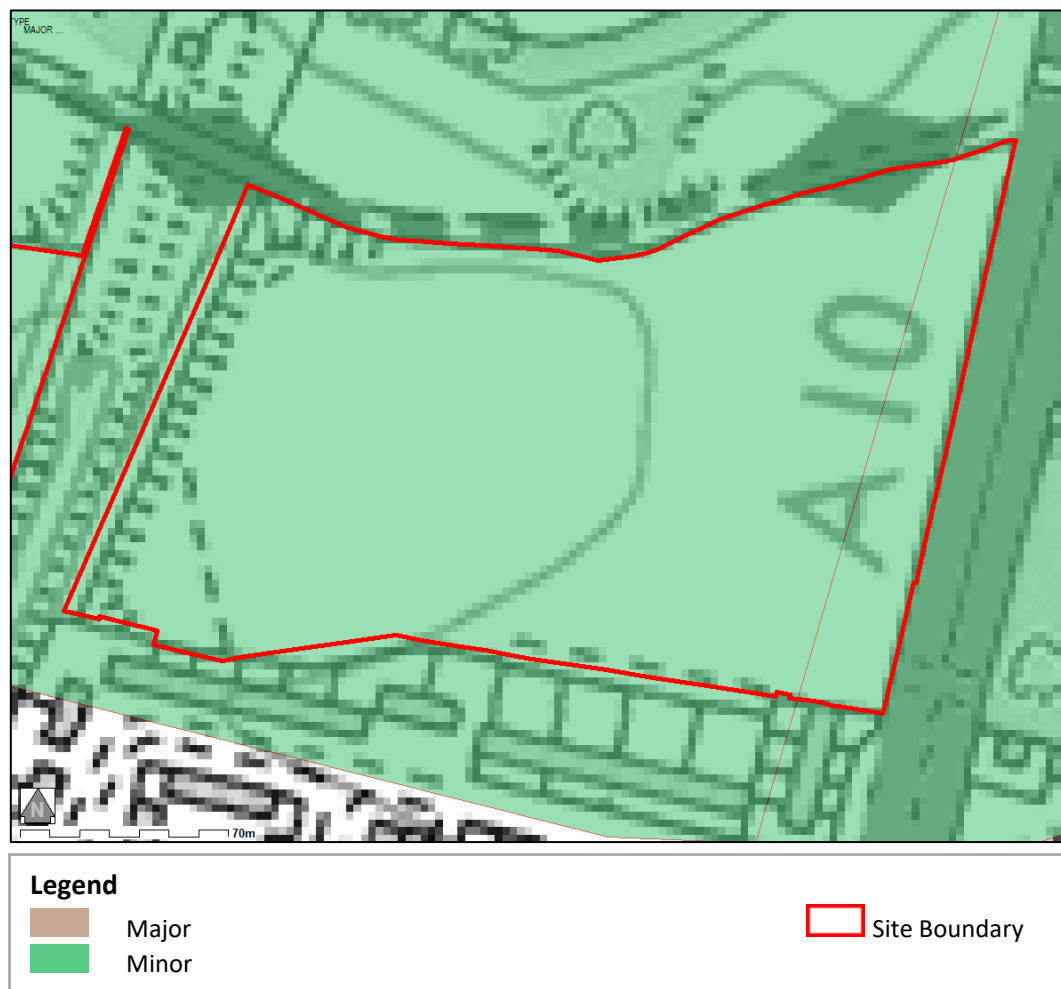 TYPE
MAJOR ...
A10
N
70m
Legend
Major
Site Boundary
Minor